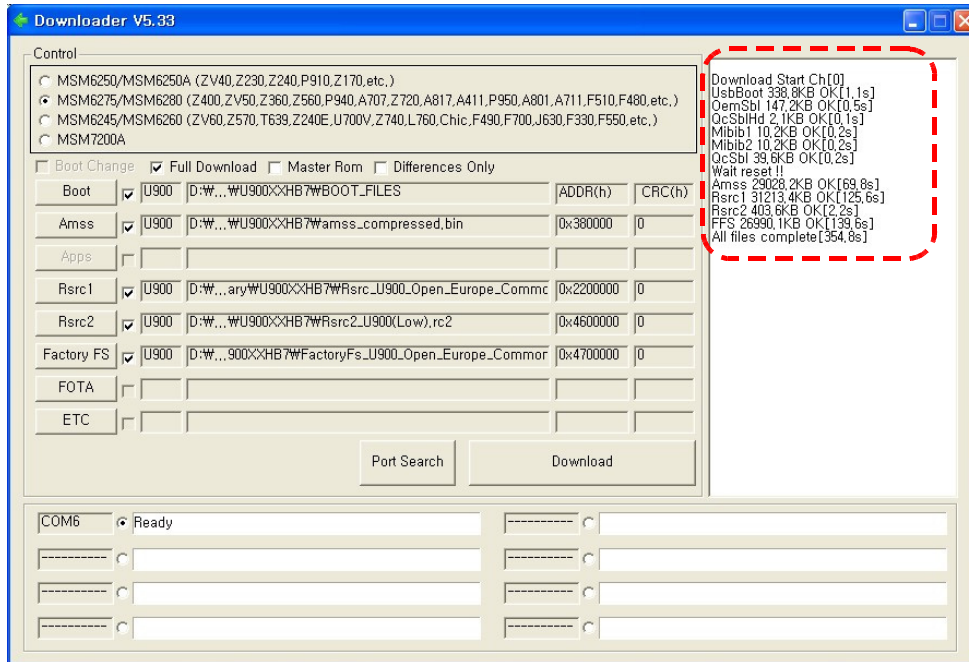 Downloader V5.33
Control
MSM6250/MSM6250A (ZV40,Z230,Z240,P910,Z170,etc,)
MSM6275/MSM6280 (Z400,ZV50,Z360,Z560,P940,A707,Z720,A817,A411,P950,A801,A711,F510,F480,etc,)
MSM6245/MSM6260 (ZV60,Z570,T639,Z240E,U700V,Z740,L760,Chic,F490,F700,J630,F330,F550,etc,)
MSM7200A
Boot Change Full Download Master Rom Differences Only
Boot U900 D:₩,,,₩U900XXHB7₩BOOT_FILES ADDR(h) CRC(h)
Amss U900 D:₩,,,₩U900XXHB7₩amss_compressed,bin 0x380000 0
Apps
Rsrc1 U900 D:₩,,,ary₩U900XXHB7₩Rsrc_U900_Open_Europe_Commo 0x2200000 0
Rsrc2 U900 D:₩,,,₩U900XXHB7₩Rsrc2_U900(Low),rc2 0x4600000 0
Factory FS U900 D:₩,,,900XXHB7₩FactoryFs_U900_Open_Europe_Common 0x4700000 0
FOTA
ETC
Port Search Download
Download Start Ch[0]
UsbBoot 338,8KB OK[1,1s]
OemSbl 147,2KB OK[0,5s]
QcSblHd 2,1KB OK[0,1s]
Mibib1 10,2KB OK[0,2s]
Mibib2 10,2KB OK[0,2s]
QcSbl 39,6KB OK[0,2s]
Wait reset !!
Amss 29028,2KB OK[69,8s]
Rsrc1 31213,4KB OK[125,6s]
Rsrc2 403,6KB OK[2,2s]
FFS 26990,1KB OK[139,6s]
All files complete[354,8s]
COM6 Ready ----------
---------- ----------
---------- ----------
---------- ----------